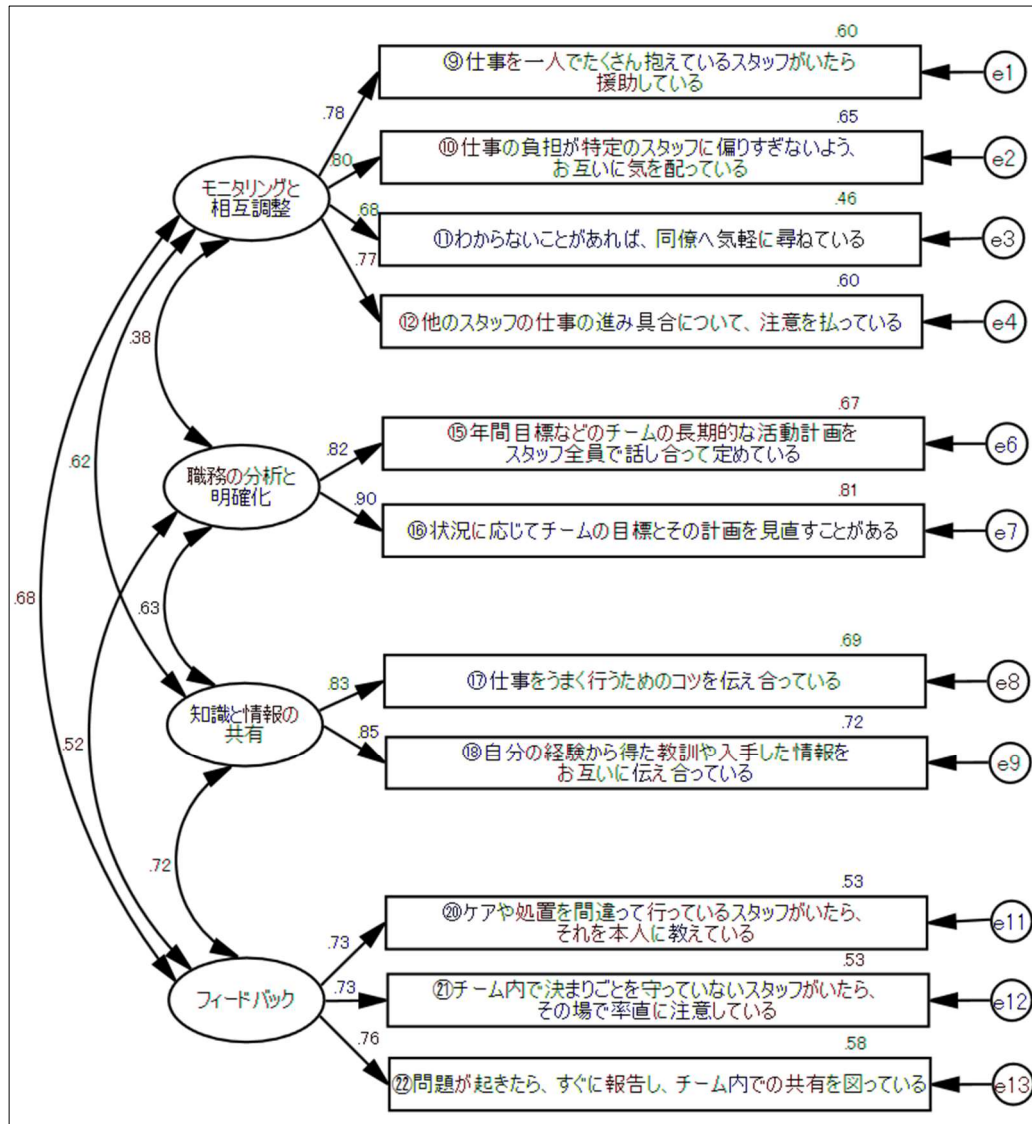 .60
⑨仕事を一人でたくさん抱えているスタッフがいたら
援助している
e1
.78
.65
⑩仕事の負担が特定のスタッフに偏りすぎないよう、
お互いに気を配っている
e2
.80
モニタリングと
相互調整
.46
⑪わからないことがあれば、同僚へ気軽に尋ねている
e3
.68
.60
⑫他のスタッフの仕事の進み具合について、注意を払っている
e4
.77
.38
.67
⑮年間目標などのチームの長期的な活動計画を
スタッフ全員で話し合って定めている
e6
.82
.62
職務の分析と
明確化
.81
⑯状況に応じてチームの目標とその計画を見直すことがある
e7
.90
.68
.63
.69
⑰仕事をうまく行うためのコツを伝え合っている
e8
.83
知識と情報の
共有
.72
⑱自分の経験から得た教訓や入手した情報を
お互いに伝え合っている
e9
.85
.52
.72
.53
⑳ケアや処置を間違って行っているスタッフがいたら、
それを本人に教えている
e11
.73
フィードバック
.53
㉑チーム内で決まりごとを守っていないスタッフがいたら、
その場で率直に注意している
e12
.73
.58
㉒問題が起きたら、すぐに報告し、チーム内での共有を図っている
e13
.76